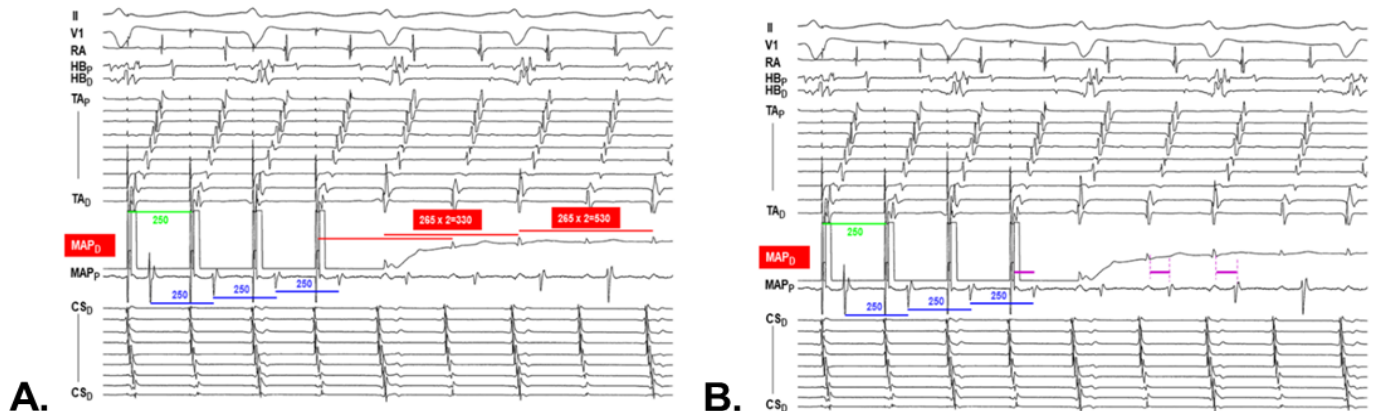 II
V1
RA
HBP
HBD
TAP
TAD
250
265 x 2=330
265 x 2=530
MAPD
MAPP
250
250
250
CSD
CSD
A.
II
V1
RA
HBP
HBD
TAP
TAD
250
MAPD
MAPP
250
250
250
CSD
CSD
B.